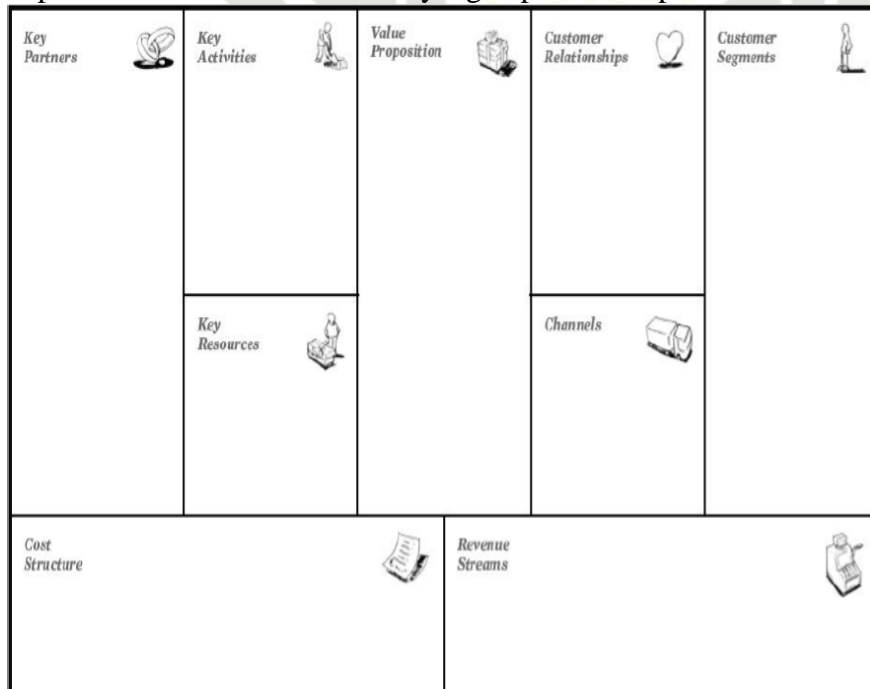 Key
Partners
Key
Activities
Value
Proposition
Customer
Relationships
Customer
Segments
Key
Resources
Channels
Cost
Structure
Revenue
Streams